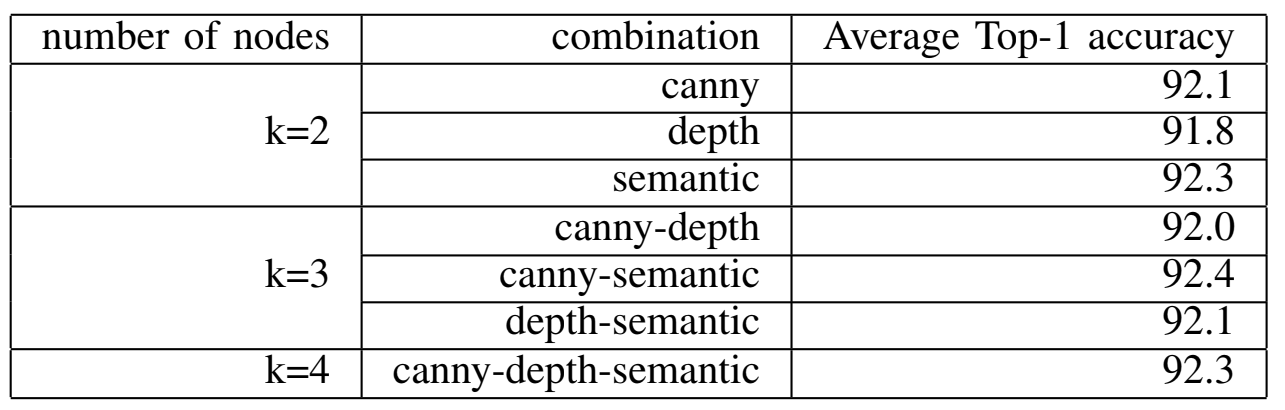 number of nodes combination Average Top-1 accuracy
canny 92.1
k=2 depth 91.8
semantic 92.3
canny-depth 92.0
k=3 canny-semantic 92.4
depth-semantic 92.1
k=4 canny-depth-semantic 92.3